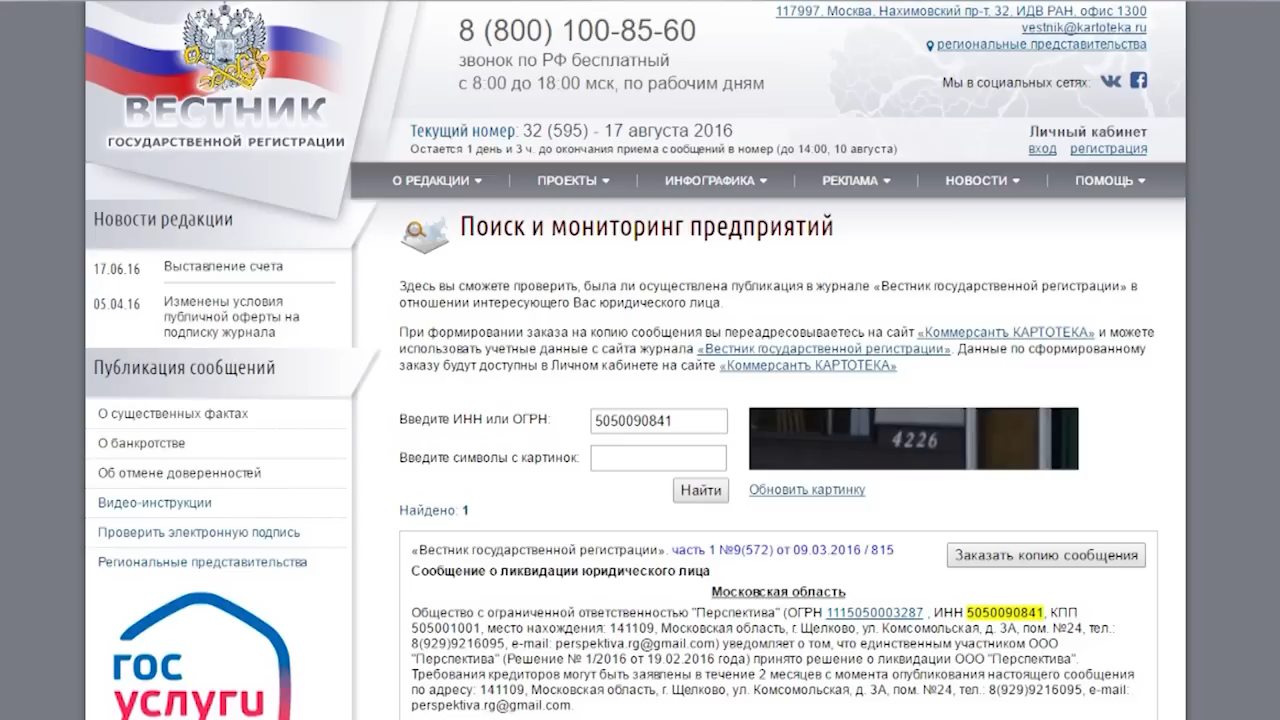 ВЕСТНИК
ГОСУДАРСТВЕННОЙ РЕГИСТРАЦИИ
8 (800) 100-85-60
звонок по РФ бесплатный
с 8:00 до 18:00 мск, по рабочим дням
117997, Москва, Нахимовский пр-т, 32, ИДВ РАН, офис 1300
vestnik@kartoteka.ru
региональные представительства
Мы в социальных сетях:
Текущий номер: 32 (595) - 17 августа 2016
Остается 1 день и 3 ч. до окончания приема сообщений в номер (до 14:00, 10 августа)
Личный кабинет
вход регистрация
О РЕДАКЦИИ ПРОЕКТЫ ИНФОГРАФИКА РЕКЛАМА НОВОСТИ ПОМОЩЬ
Новости редакции
17.06.16 Выставление счета
05.04.16 Изменены условия
публичной оферты на
подписку журнала
Публикация сообщений
О существенных фактах
О банкротстве
Об отмене доверенностей
Видео-инструкции
Проверить электронную подпись
Региональные представительства
гос
услуги
Поиск и мониторинг предприятий
Здесь вы сможете проверить, была ли осуществлена публикация в журнале «Вестник государственной регистрации» в
отношении интересующего Вас юридического лица.
При формировании заказа на копию сообщения вы переадресовываетесь на сайт «Коммерсантъ КАРТОТЕКА» и можете
использовать учетные данные с сайта журнала «Вестник государственной регистрации». Данные по сформированному
заказу будут доступны в Личном кабинете на сайте «Коммерсантъ КАРТОТЕКА»
Введите ИНН или ОГРН: 5050090841
4226
Введите символы с картинок:
Найти Обновить картинку
Найдено: 1
«Вестник государственной регистрации», часть 1 №9(572) от 09.03.2016 / 815
Заказать копию сообщения
Сообщение о ликвидации юридического лица
Московская область
Общество с ограниченной ответственностью "Перспектива" (ОГРН 1115050003287 , ИНН 5050090841, КПП
505001001, место нахождения: 141109, Московская область, г. Щелково, ул. Комсомольская, д. 3А, пом. №24, тел.:
8(929)9216095, e-mail: perspektiva.rg@gmail.com) уведомляет о том, что единственным участником ООО
"Перспектива" (Решение № 1/2016 от 19.02.2016 года) принято решение о ликвидации ООО "Перспектива".
Требования кредиторов могут быть заявлены в течение 2 месяцев с момента опубликования настоящего сообщения
по адресу: 141109, Московская область, г. Щелково, ул. Комсомольская, д. 3А, пом. №24, тел.: 8(929)9216095, e-mail:
perspektiva.rg@gmail.com.